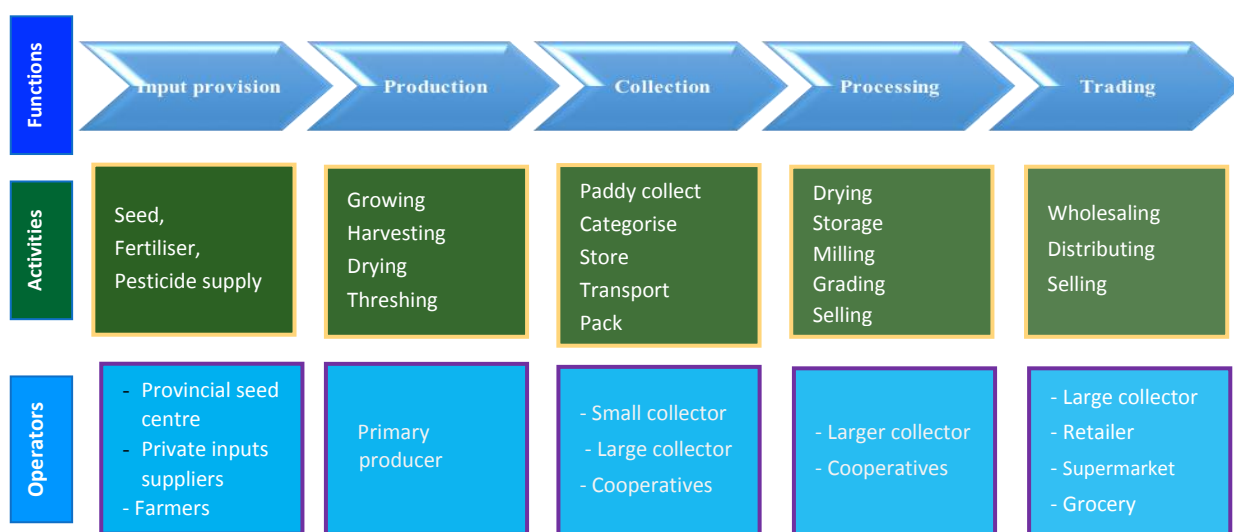 Functions
Input provision
Production
Collection
Processing
Trading
Activities
Seed,
Fertiliser,
Pesticide supply
Growing
Harvesting
Drying
Threshing
Paddy collect
Categorise
Store
Transport
Pack
Drying
Storage
Milling
Grading
Selling
Wholesaling
Distributing
Selling
Operators
- Provincial seed
centre
- Private inputs
suppliers
- Farmers
Primary
producer
- Small collector
- Large collector
- Cooperatives
- Larger collector
- Cooperatives
- Large collector
- Retailer
- Supermarket
- Grocery